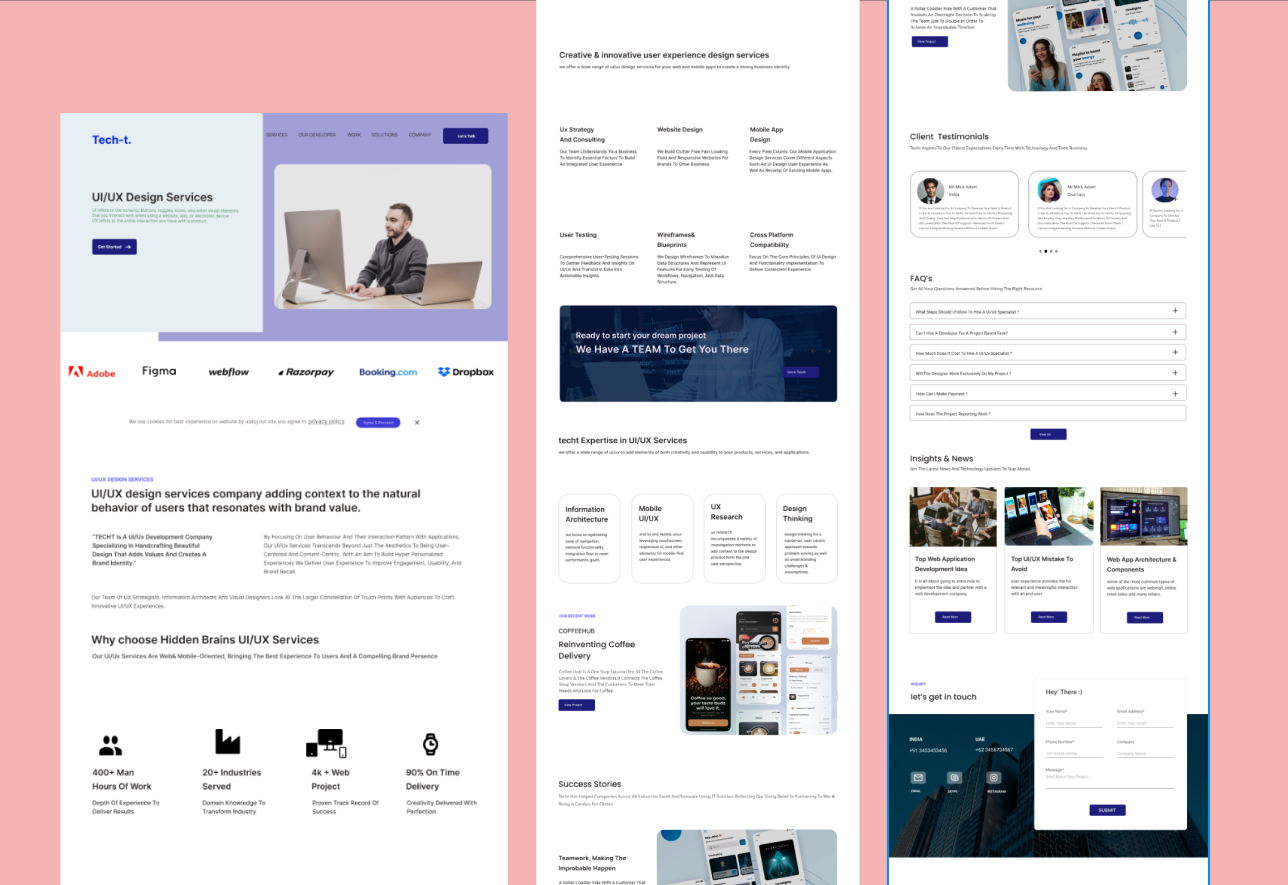 Tech-t.
SERVICES
OUR DEVELOPER
WORK
SOLUTIONS
COMPANY
Let's Talk
UI/UX Design Services
UI refers to the screens, buttons, toggles, icons, and other visual elements
that you interact with when using a website, app, or electronic device.
UX refers to the entire interaction you have with a product
Get Started
Adobe
Figma
webflow
Razorpay
Booking.com
Dropbox
We use cookies for best experience on website by using our site you agree to privacy policy
Agree & Proceed
UI/UX DESIGN SERVICES
UI/UX design services company adding context to the natural
behavior of users that resonates with brand value.
"TECHT Is A UI/Ux Development Company
Specializing In Handcrafting Beautiful
Design That Adds Values And Creates A
Brand Identity."
By Focusing On User Behaviour And Their Interaction Pattern With Applications,
Our UI/Ux Services Transcends Beyond Just The Aesthetics To Being User-
Centered And Content-Centric. With An Aim To Build Hyper Personalized
Experiences We Deliver User Experience To Improve Engagement, Usability, And
Brand Recall.
Our Team Of UX Strategists, Information Architects And Visual Designers Look At The Larger Constellation Of Touch Points With Audiences To Craft
Innovative UI/UX Experiences.
Why choose Hidden Brains UI/UX Services
Our UI/Ux Services Are Web& Mobile-Oriented, Bringing The Best Experience To Users And A Compelling Brand Persence
400+ Man
Hours Of Work
Depth Of Experience To
Deliver Results
20+ Industries
Served
Domain Knowledge To
Transform Industry
4k + Web
Project
Proven Track Record Of
Success
90% On Time
Delivery
Creativity Delivered With
Perfection
Creative & innovative user experience design services
we offer a wide range of ui/ux design services for your web and mobile apps to create a strong business identity.
Ux Strategy
And Consulting
Our Team Understands Your Business
To Identify Essential Factors To Build
An Integrated User Experience.
Website Design
We Build Clutter Free Fast Loading
Fluid And Responsive Websites For
Brands To Grow Business.
Mobile App
Design
Every Pixel Counts, Our Mobile Application
Design Services Cover Different Aspects
Such Ad UI Design User Experience As
Well As Revamp Of Existing Mobile Apps.
User Testing
Comprehensive User-Testing Sessions
To Gather Feedback And Insights On
UI/Ux And Transform Data Into
Actionable Insights.
Wireframes&
Blueprints
We Design Wireframes To Visualize
Data Structures And Represent UI
Features For Early Testing Of
Workflows, Navigation, And Data
Structure.
Cross Platform
Compatibility
Focus On The Core Principles Of UI Design
And Functionality Implementation To
Deliver Consistent Experience.
Ready to start your dream project
We Have A TEAM To Get You There
techt Expertise in UI/UX Services
we offer a wide range of ui/ux to add elements of both creativity and usability to your products, services, and applications.
Information
Architecture
we focus on optimizing
ease of navigation,
element functionality,
integration flow to meet
performance goals
Mobile
UI/UX
end to end mobile ui/ux
leveraging touchscreen,
responsive ui, and other
elements for mobile-first
user experiences.
UX
Research
ux research
encompasses a variety of
investigation methods to
add context to the design
process form the end
user perspective.
Design
Thinking
design thinking for a
hands-on, user centric
approach towards
problem solving as well
as understanding
challenges &
assumptions.
OUR RECENT WORK
COFFEEHUB
Reinventing Coffee
Delivery
Coffee Hub Is A One Stop Solution For All The Coffee
Lovers & The Coffee
Shop Vendors And The Customers To Meet Their
Needs And Love For Coffee
View Project
Coffee so good,
your taste buds
will love it.
Success Stories
Techt Has Helped Companies Across All Industries Excell And Innovate Using IT Solution. Reflecting Our Strong Belief In Partnering To Win &
Being A Catalys For Clients
Teamwork, Making The
Improbable Happen
A Roller Coaster Ride With A Customer That
A Roller Coaster Ride With A Customer That
Involves An Overnight Decision To Scale Up
The Team Size To Enable In Order To
Achieve An Improbable Timeline
View Project
Music for your
wellbeing
Playlist to boost
your energy
Client Testimonials
Techt Aspires To Our Clients Expectations Every Time With Technology And Their Business.
Mr.Mick Adam
Mr.Mick Adam
FAQ's
Get All Your Questions Answered Before Hiring The Right Resource
What Steps Should I Follow To Hire A UI/Ux Specialist ?
Can I Hire A Developer For A Project Based Task?
How Much Does It Cost To Hire A UI/Ux Specialist ?
Will The Designer Work Exclusively On My Project ?
How Can I Make Payment ?
How Does The Project Reporting Work ?
View All
Insights & News
Get The Latest News And Technology Updates To Stay Ahead.
Top Web Application
Development Idea
It is all about going to extra mile to
implement the idea and partner with a
web development company
Read More
Top UI/UX Mistake To
Avoid
user experience provides the for
relevant and meaningful interaction
with an end-user
Read More
Web App Architecture &
Components
some of the most common types of
web applications are webmail, online
retail sales and many others.
Read More
INQUIRY
let's get in touch
INDIA
+91 3453453456
UAE
+62 3456734567
EMAIL
SKYPE
INSTAGRAM
Hey' There :)
Your Name*
Enter Your Name
Email Address*
Enter Your email
Phone Number*
Company
Company Name
Message*
SUBMIT